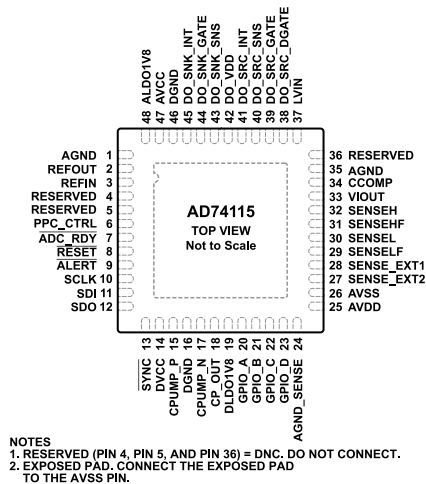 48 ALDO1V8
47 AVCC
46 DGND
45 DO_SNK_INT
44 DO_SNK_GATE
43 DO_SNK_SNS
42 DO_VDD
41 DO_SRC_INT
40 DO_SRC_SNS
39 DO_SRC_GATE
38 DO_SRC_DGATE
37 LVIN
AGND 1
REFOUT 2
REFIN 3
RESERVED 4
RESERVED 5
PPC_CTRL 6
ADC_RDY 7
RESET 8
ALERT 9
SCLK 10
SDI 11
SDO 12
AD74115
TOP VIEW
Not to Scale
36 RESERVED
35 AGND
34 CCOMP
33 VIOUT
32 SENSEH
31 SENSEHF
30 SENSEL
29 SENSELF
28 SENSE_EXT1
27 SENSE_EXT2
26 AVSS
25 AVDD
SYNC 13
DVCC 14
CPUMP_P 15
DGND 16
CPUMP_N 17
CP_OUT 18
DLDO1V8 19
GPIO_A 20
GPIO_B 21
GPIO_C 22
GPIO_D 23
AGND_SENSE 24
NOTES
1. RESERVED (PIN 4, PIN 5, AND PIN 36) = DNC. DO NOT CONNECT.
2. EXPOSED PAD. CONNECT THE EXPOSED PAD
TO THE AVSS PIN.